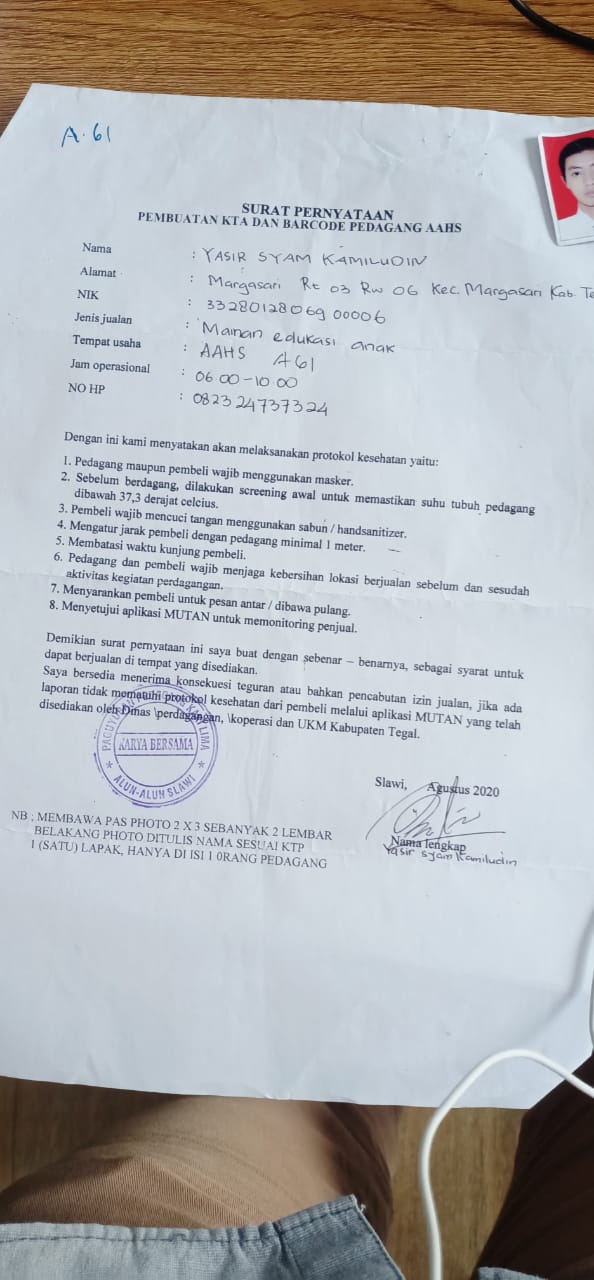 A.61
SURAT PERNYATAAN
PEMBUATAN KTA DAN BARCODE PEDAGANG AAHS
Nama : YASIR SYAM KAMILUDIN
Alamat : Margasari Rt 03 Rw 06 Kec. Margasari Kab. Te
NIK : 3328012806900006
Jenis jualan : Mainan edukasi anak
Tempat usaha : AAHS A61
Jam operasional : 06.00-10.00
NO HP : 082324737324
Dengan ini kami menyatakan akan melaksanakan protokol kesehatan yaitu:
1. Pedagang maupun pembeli wajib menggunakan masker.
2. Sebelum berdagang, dilakukan screening awal untuk memastikan suhu tubuh pedagang
dibawah 37,3 derajat celcius.
3. Pembeli wajib mencuci tangan menggunakan sabun / handsanitizer.
4. Mengatur jarak pembeli dengan pedagang minimal 1 meter.
5. Membatasi waktu kunjung pembeli.
6. Pedagang dan pembeli wajib menjaga kebersihan lokasi berjualan sebelum dan sesudah
aktivitas kegiatan perdagangan.
7. Menyarankan pembeli untuk pesan antar / dibawa pulang.
8. Menyetujui aplikasi MUTAN untuk memonitoring penjual.
Demikian surat pernyataan ini saya buat dengan sebenar – benarnya, sebagai syarat untuk
dapat berjualan di tempat yang disediakan.
Saya bersedia menerima konsekuesi teguran atau bahkan pencabutan izin jualan, jika ada
laporan tidak mematuhi protokol kesehatan dari pembeli melalui aplikasi MUTAN yang telah
disediakan oleh Dinas \perdagangan, \koperasi dan UKM Kabupaten Tegal.
KARYA BERSAMA
ALUN-ALUN SLAWI
Slawi, Agustus 2020
Nama lengkap
Yasir Syam Kamiludin
NB ; MEMBAWA PAS PHOTO 2 X 3 SEBANYAK 2 LEMBAR
BELAKANG PHOTO DITULIS NAMA SESUAI KTP
1 (SATU) LAPAK, HANYA DI ISI 1 0RANG PEDAGANG